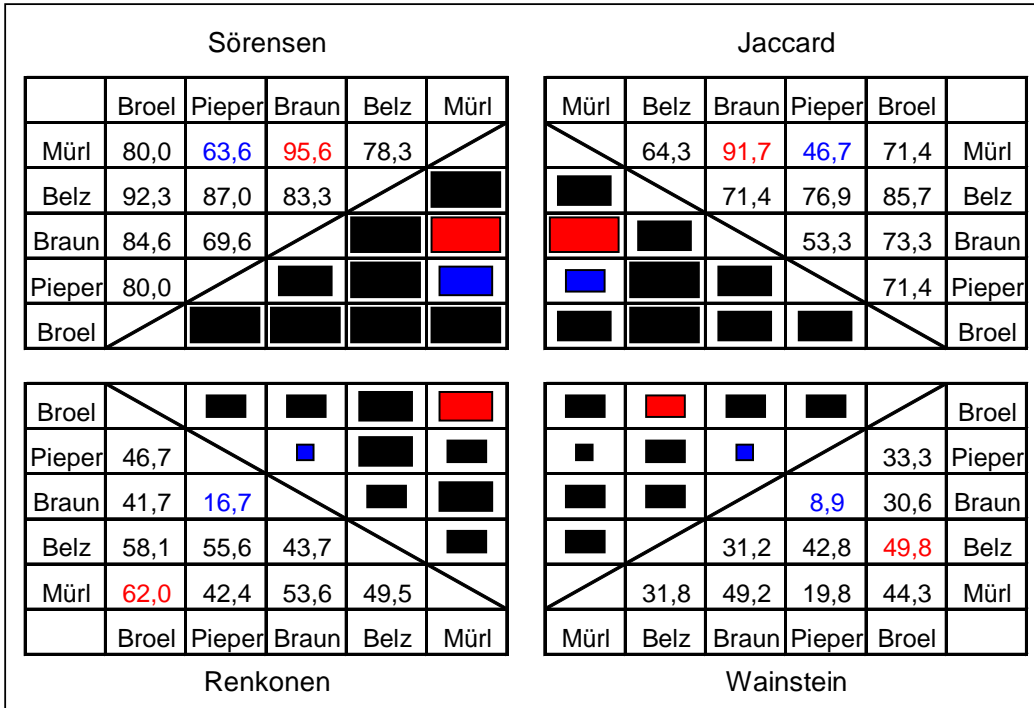 Sörensen Jaccard
Broel Pieper Braun Belz Mürl Mürl Belz Braun Pieper Broel
Mürl 80,0 63,6 95,6 78,3 64,3 91,7 46,7 71,4 Mürl
Belz 92,3 87,0 83,3 71,4 76,9 85,7 Belz
Braun 84,6 69,6 53,3 73,3 Braun
Pieper 80,0 71,4 Pieper
Broel Broel
Broel Broel
Pieper 46,7 33,3 Pieper
Braun 41,7 16,7 8,9 30,6 Braun
Belz 58,1 55,6 43,7 31,2 42,8 49,8 Belz
Mürl 62,0 42,4 53,6 49,5 31,8 49,2 19,8 44,3 Mürl
Broel Pieper Braun Belz Mürl Mürl Belz Braun Pieper Broel
Renkonen Wainstein